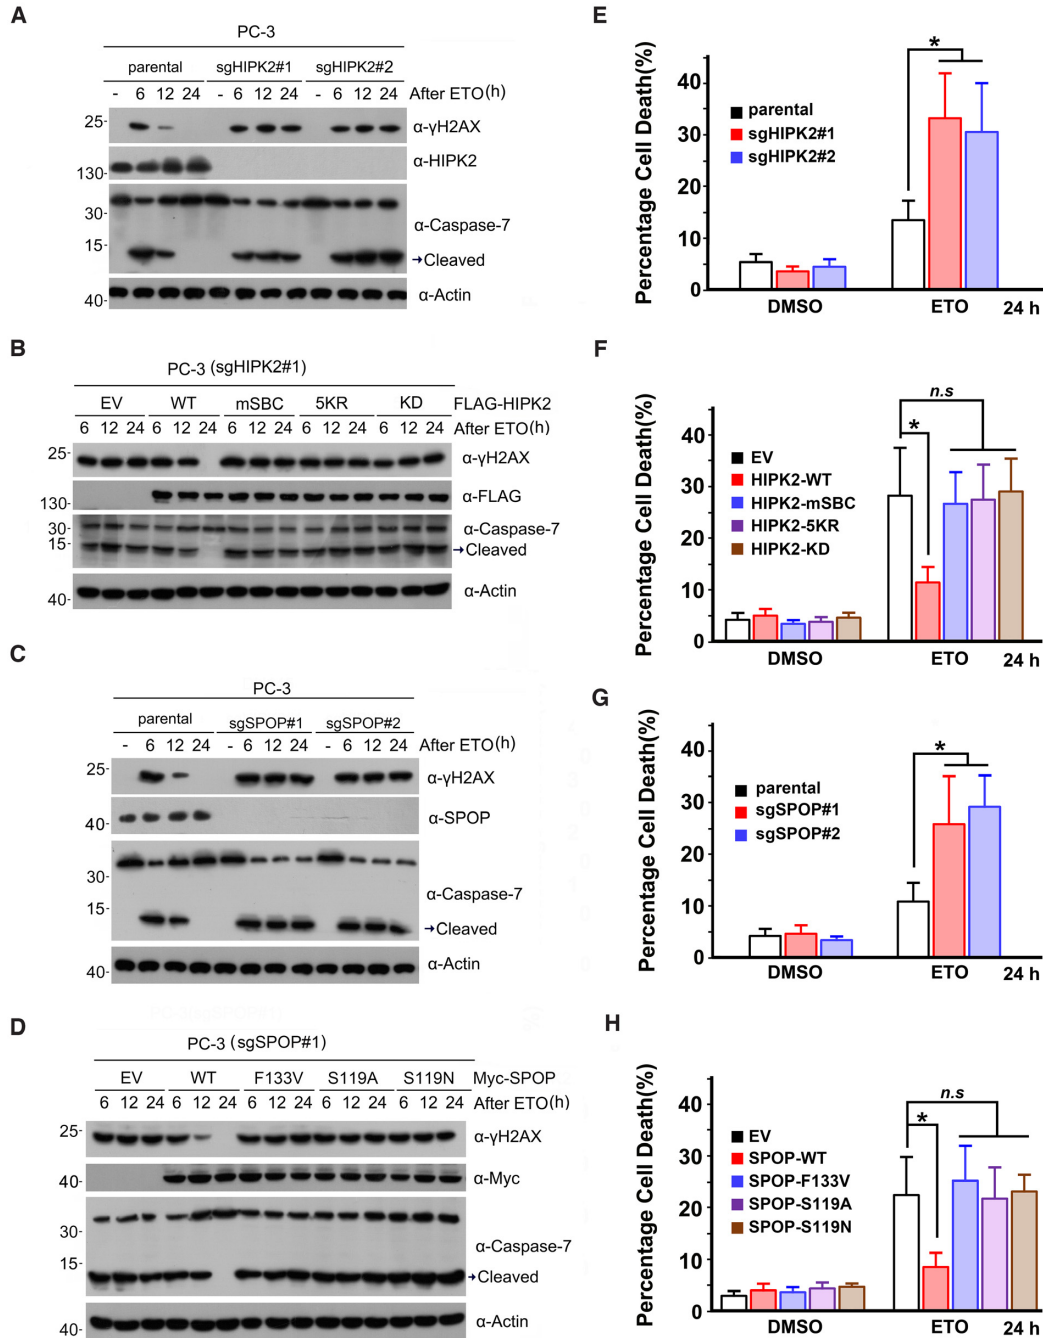 A
PC-3
parental sgHIPK2#1 sgHIPK2#2
- 6 12 24 - 6 12 24 - 6 12 24 After ETO(h)
25- α-γH2AX
α-HIPK2
130-
30-
α-Caspase-7
15-
→Cleaved
α-Actin
40-
B
PC-3 (sgHIPK2#1)
EV WT mSBC 5KR KD FLAG-HIPK2
6 12 24 6 12 24 6 12 24 6 12 24 6 12 24 After ETO(h)
25- α-γH2AX
α-FLAG
130-
30- α-Caspase-7
15- →Cleaved
α-Actin
40-
C
PC-3
parental sgSPOP#1 sgSPOP#2
- 6 12 24 - 6 12 24 - 6 12 24 After ETO(h)
25- α-γH2AX
α-SPOP
40-
30-
α-Caspase-7
15-
→Cleaved
α-Actin
40-
D
PC-3 (sgSPOP#1)
EV WT F133V S119A S119N Myc-SPOP
6 12 24 6 12 24 6 12 24 6 12 24 6 12 24 After ETO(h)
25- α-γH2AX
40- α-Myc
30-
α-Caspase-7
15-
→Cleaved
α-Actin
40-
E
Percentage Cell Death(%)
40
30
20
10
0
parental
sgHIPK2#1
sgHIPK2#2
*
DMSO ETO 24 h
F
Percentage Cell Death(%)
40
30
20
10
0
EV
HIPK2-WT
HIPK2-mSBC
HIPK2-5KR
HIPK2-KD
n.s
*
DMSO ETO 24 h
G
Percentage Cell Death(%)
40
30
20
10
0
parental
sgSPOP#1
sgSPOP#2
*
DMSO ETO 24 h
H
Percentage Cell Death(%)
40
30
20
10
0
EV
SPOP-WT
SPOP-F133V
SPOP-S119A
SPOP-S119N
n.s
*
DMSO ETO 24 h